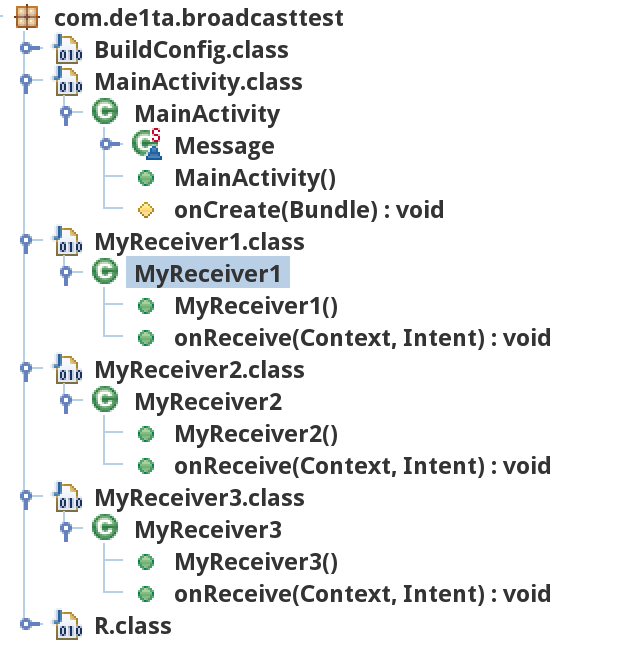 com.de1ta.broadcasttest
BuildConfig.class
MainActivity.class
MainActivity
Message
MainActivity()
onCreate(Bundle) : void
MyReceiver1.class
MyReceiver1
MyReceiver1()
onReceive(Context, Intent) : void
MyReceiver2.class
MyReceiver2
MyReceiver2()
onReceive(Context, Intent) : void
MyReceiver3.class
MyReceiver3
MyReceiver3()
onReceive(Context, Intent) : void
R.class